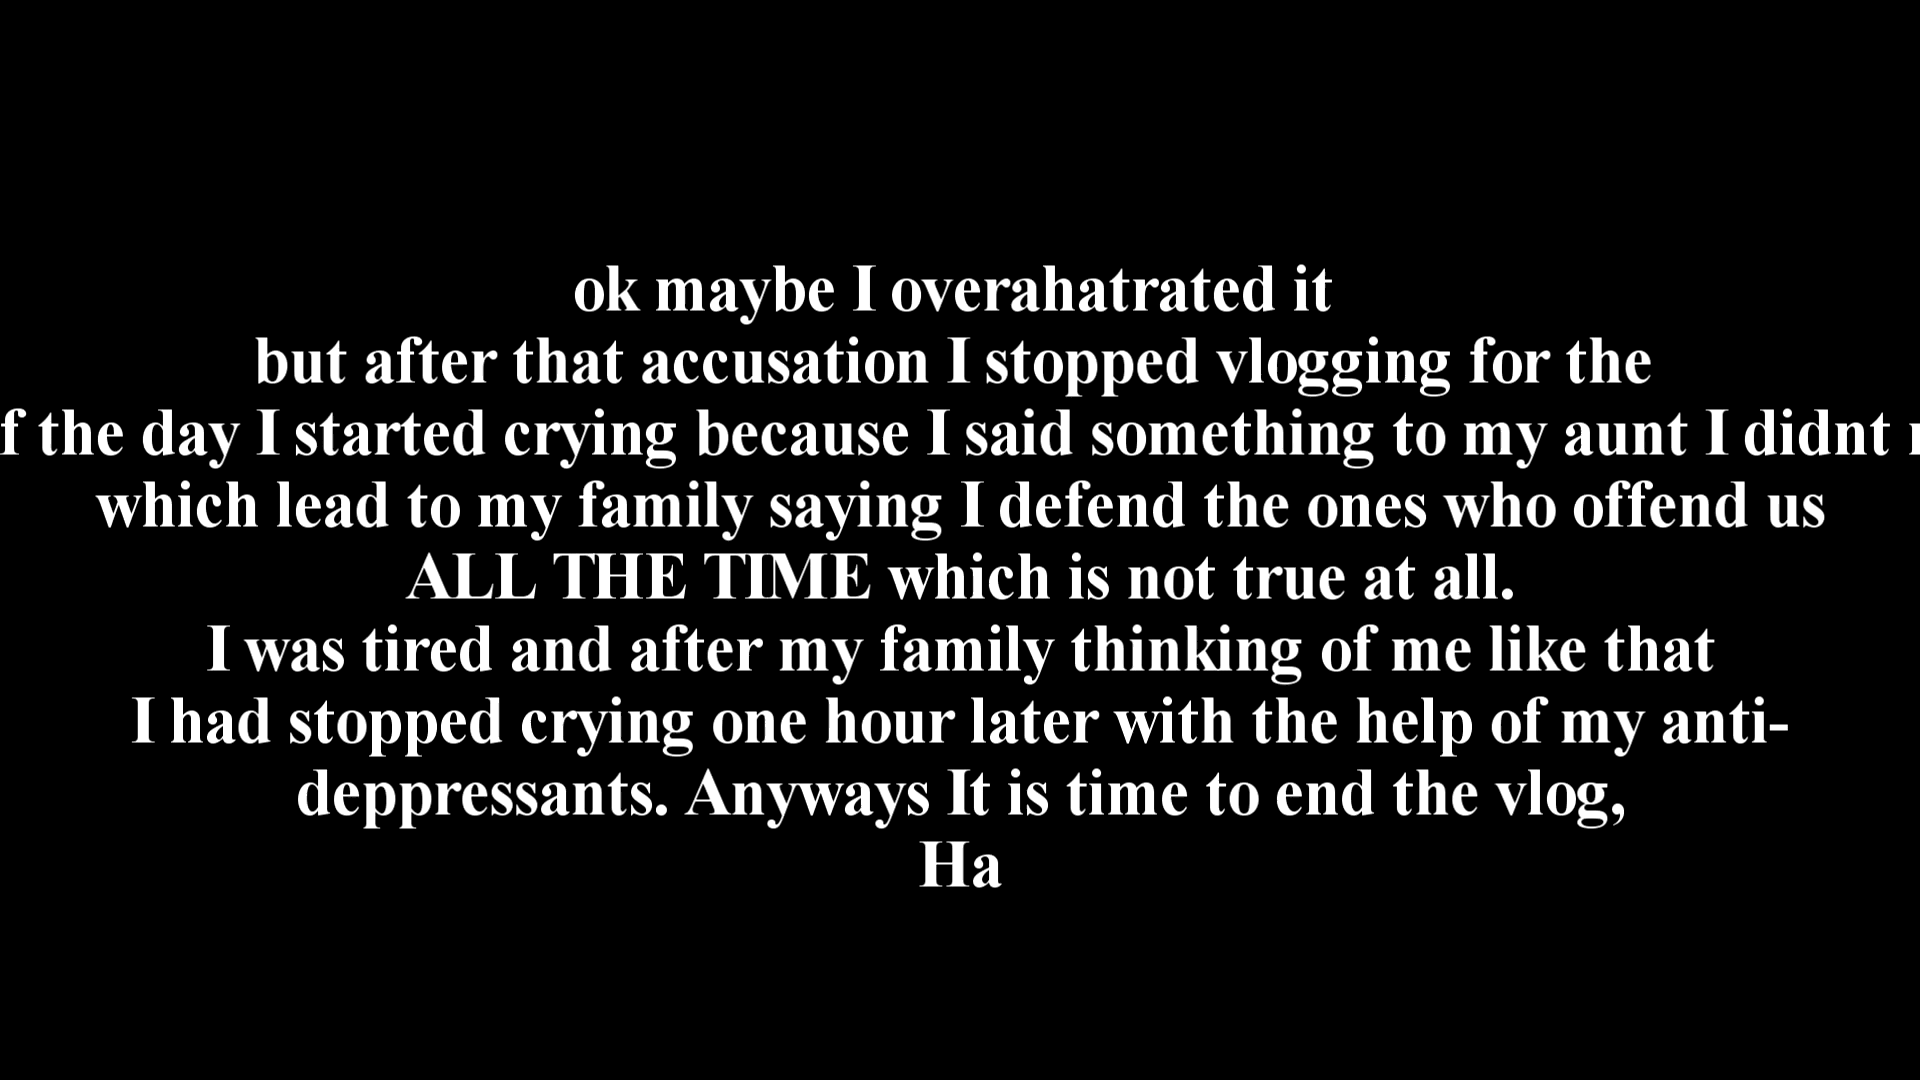 ok maybe I overahatrated it
but after that accusation I stopped vlogging for the
f the day I started crying because I said something to my aunt I didnt
which lead to my family saying I defend the ones who offend us
ALL THE TIME which is not true at all.
I was tired and after my family thinking of me like that
I had stopped crying one hour later with the help of my anti-
deppressants. Anyways It is time to end the vlog,
Ha